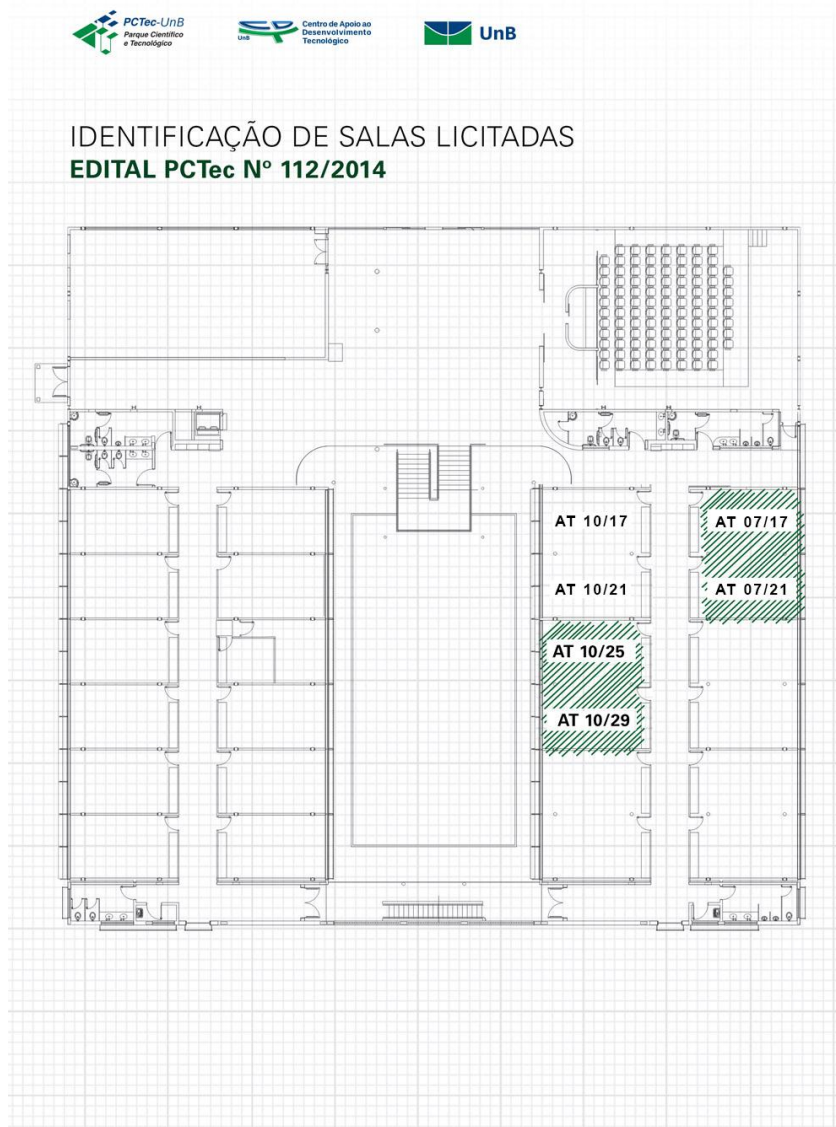 PCTec-UnB
Parque Científico
e Tecnológico
UnB
Centro de Apoio ao
Desenvolvimento
Tecnológico
UnB
IDENTIFICAÇÃO DE SALAS LICITADAS
EDITAL PCTec Nº 112/2014
AT 10/17
AT 07/17
AT 10/21
AT 07/21
AT 10/25
AT 10/29